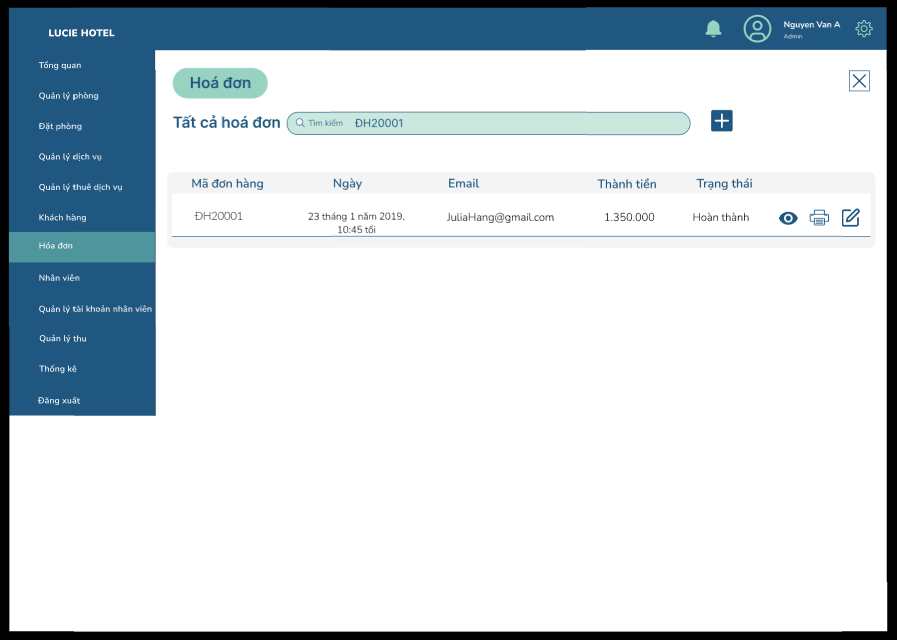 LUCIE HOTEL
Nguyen Van A
Admin
Tổng quan
Quản lý phòng
Đặt phòng
Quản lý dịch vụ
Quản lý thuê dịch vụ
Khách hàng
Hóa đơn
Nhân viên
Quản lý tài khoản nhân viên
Quản lý thu
Thống kê
Đăng xuất
Hoá đơn
Tất cả hoá đơn
Tìm kiếm ĐH20001
Mã đơn hàng Ngày Email Thành tiền Trạng thái
ĐH20001 23 tháng 1 năm 2019, JuliaHang@gmail.com 1.350.000 Hoàn thành
10:45 tối